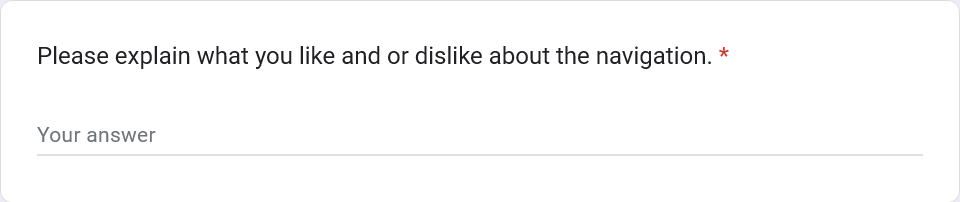 Please explain what you like and or dislike about the navigation. *
Your answer